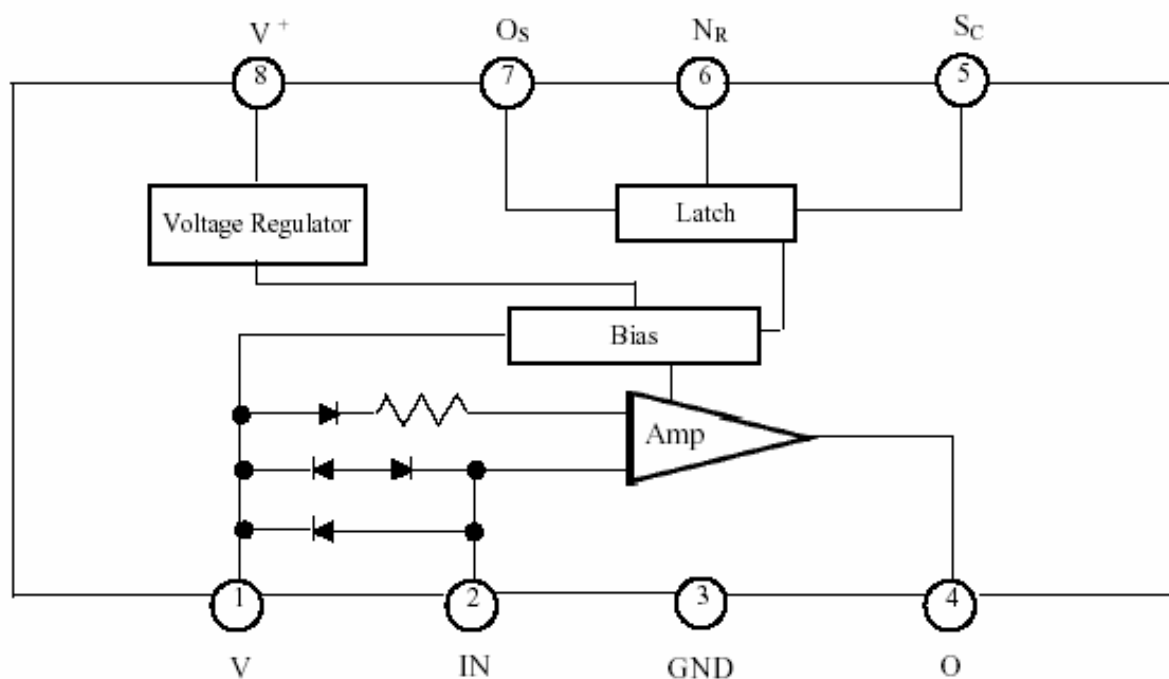 V+ Os NR SC
8 7 6 5
Voltage Regulator
Latch
Bias
Amp
1 2 3 4
V IN GND O